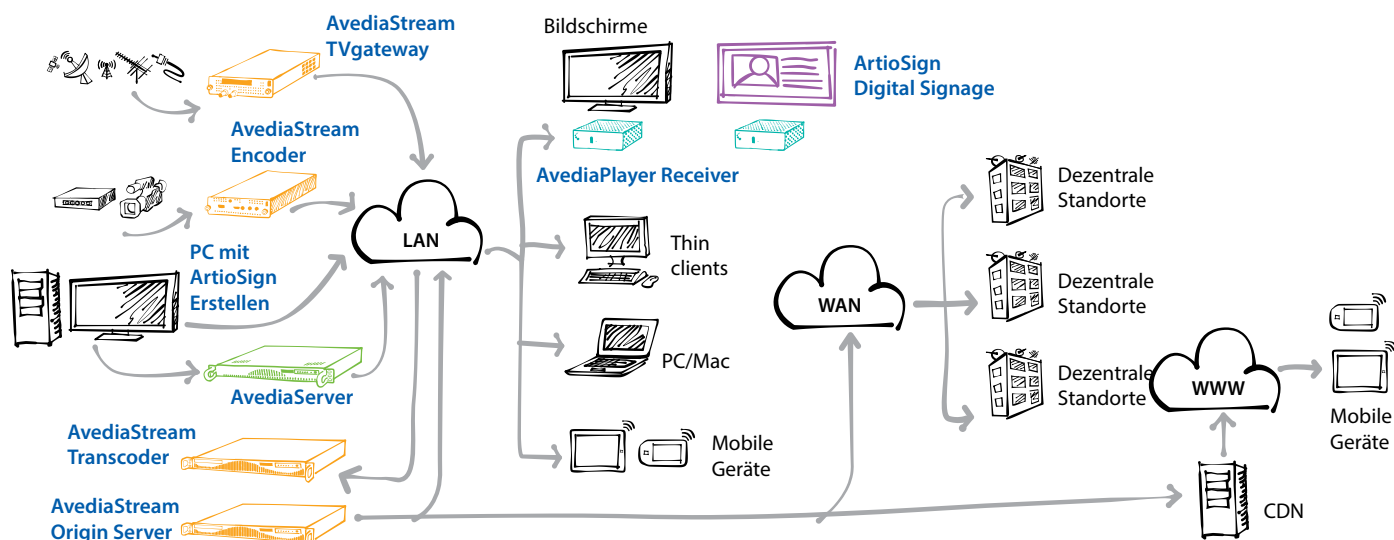 AvediaStream
TVgateway
Bildschirme
ArtioSign
Digital Signage
AvediaStream
Encoder
AvediaPlayer Receiver
LAN
PC mit
ArtioSign
Erstellen
Thin
clients
WAN
Dezentrale
Standorte
Dezentrale
Standorte
Dezentrale
Standorte
PC/Mac
AvediaServer
WWW
Mobile
Geräte
AvediaStream
Transcoder
Mobile
Geräte
AvediaStream
Origin Server
CDN